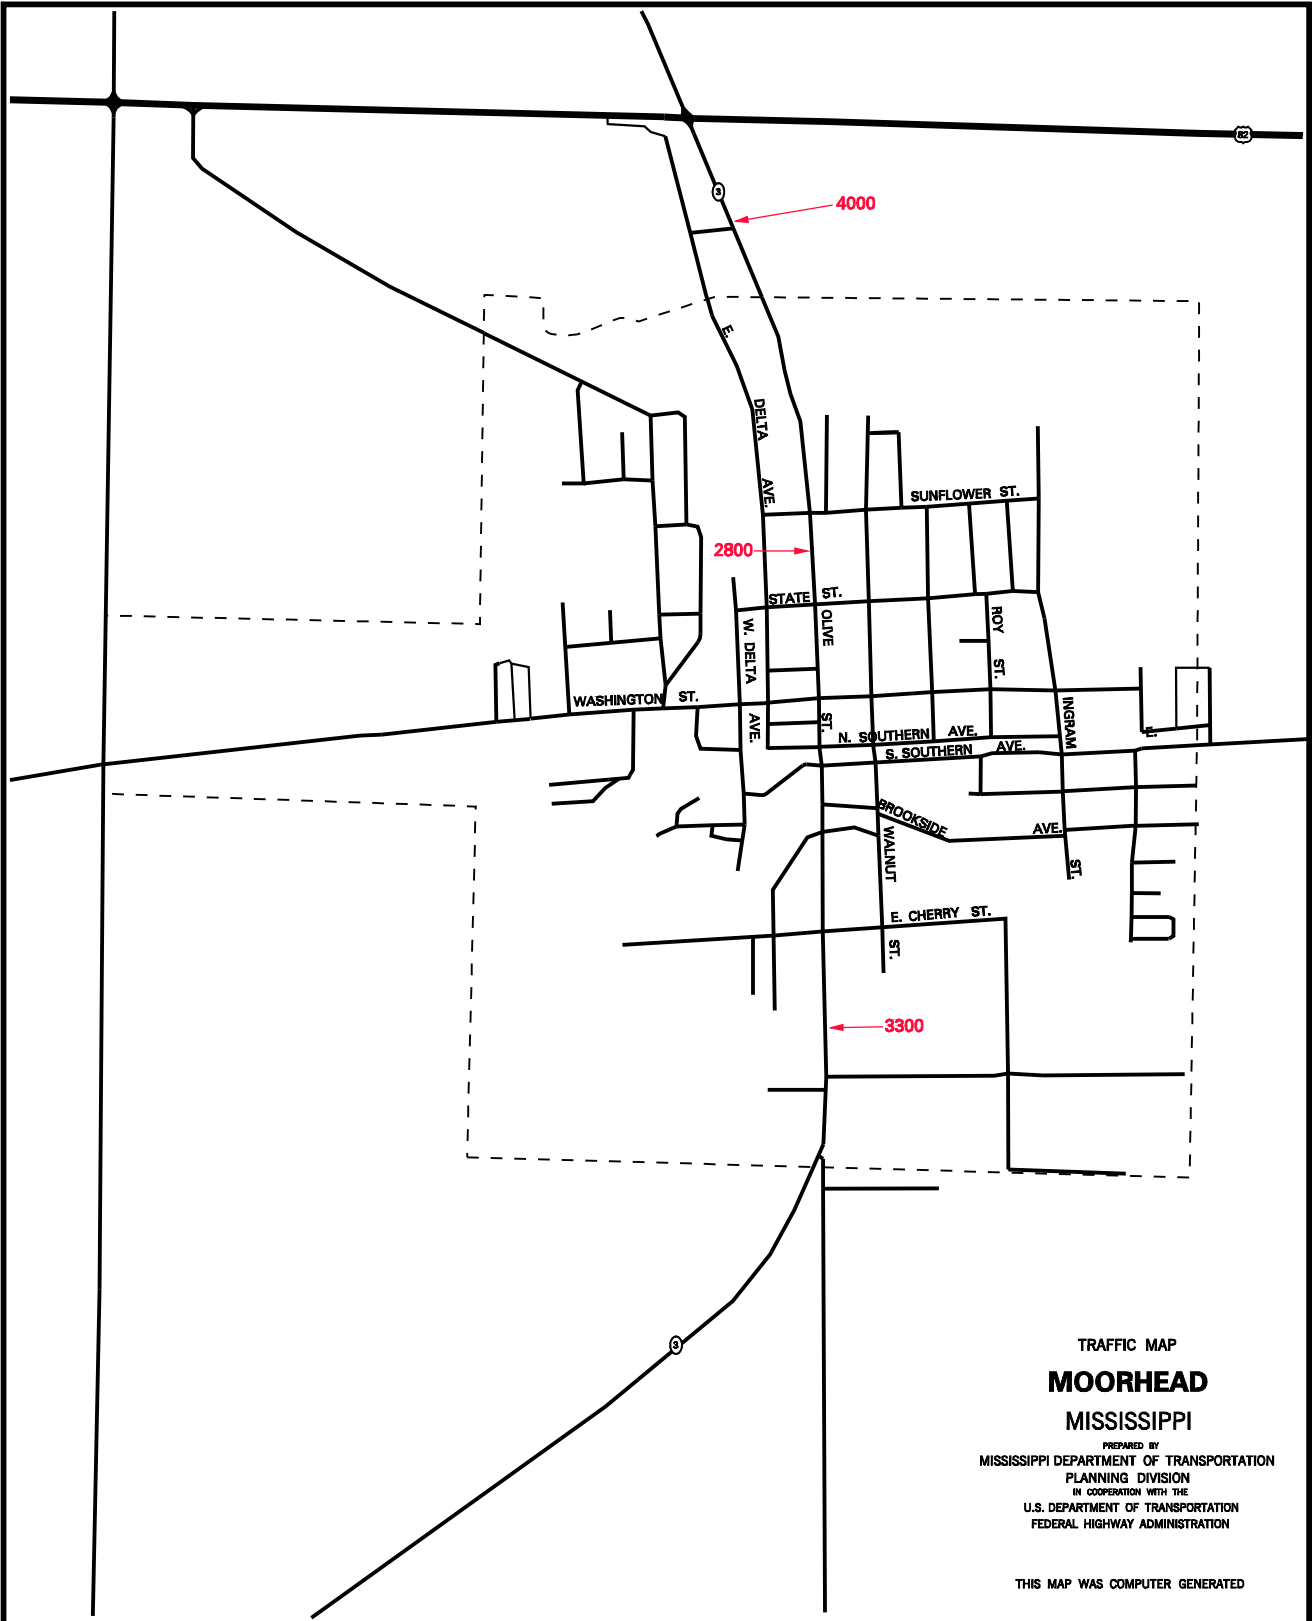 82
3
4000
E.
DELTA
AVE.
SUNFLOWER ST.
2800
STATE ST.
OLIVE
ST.
ROY
ST.
W. DELTA
AVE.
WASHINGTON ST.
INGRAM
ST.
E.
N. SOUTHERN AVE.
S. SOUTHERN AVE.
BROOKSIDE
AVE.
WALNUT
ST.
E. CHERRY ST.
3300
3
TRAFFIC MAP
MOORHEAD
MISSISSIPPI
PREPARED BY
MISSISSIPPI DEPARTMENT OF TRANSPORTATION
PLANNING DIVISION
IN COOPERATION WITH THE
U.S. DEPARTMENT OF TRANSPORTATION
FEDERAL HIGHWAY ADMINISTRATION
THIS MAP WAS COMPUTER GENERATED